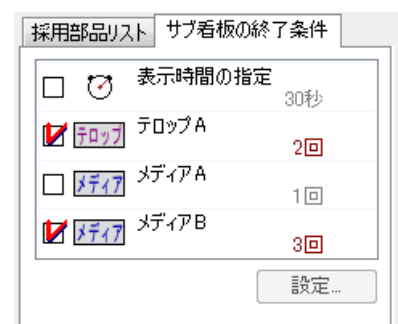 採用部品リスト サブ看板の終了条件
表示時間の指定
30秒
テロップ テロップA
2回
メディア メディアA
1回
メディア メディアB
3回
設定...